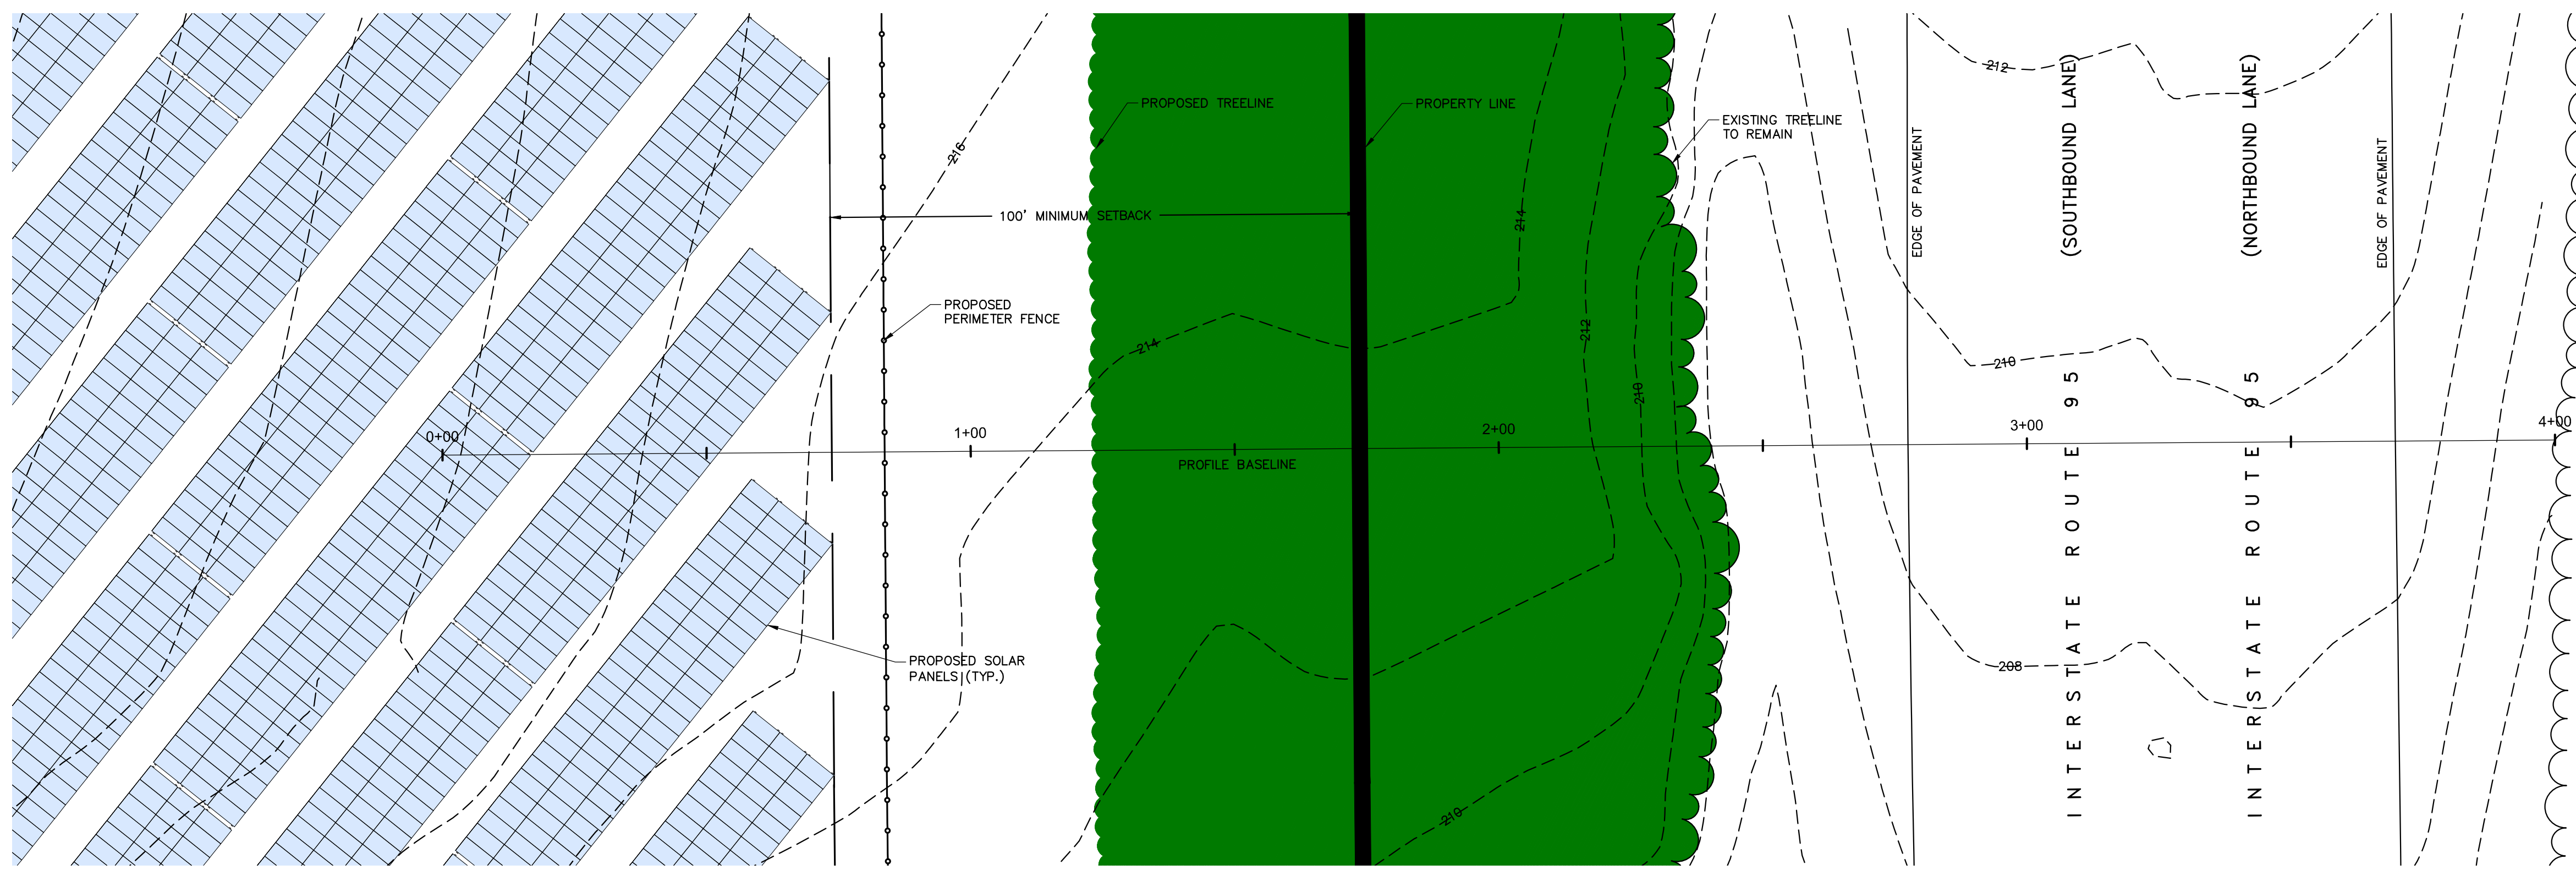 212
PROPOSED TREELINE
PROPERTY LINE
EXISTING TREELINE
TO REMAIN
216
EDGE OF PAVEMENT
(SOUTHBOUND LANE)
(NORTHBOUND LANE)
EDGE OF PAVEMENT
100' MINIMUM SETBACK
214
PROPOSED
PERIMETER FENCE
214
212
210
210
0+00
1+00
2+00
3+00
4+00
PROFILE BASELINE
INTERSTATE ROUTE 95
INTERSTATE ROUTE 95
PROPOSED SOLAR
PANELS (TYP.)
208
210